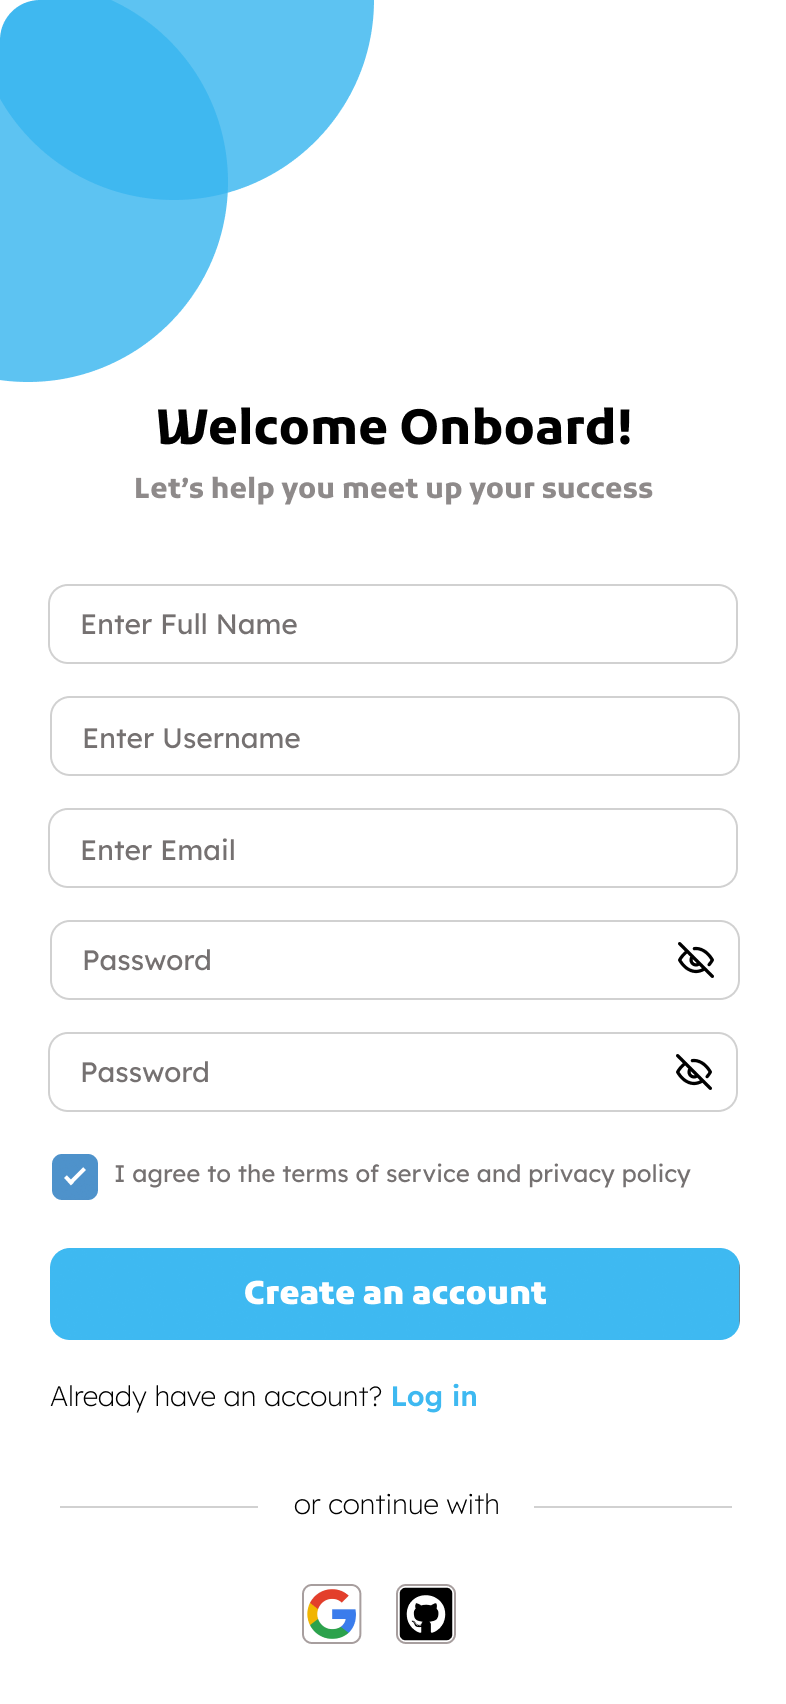 Welcome Onboard!
Let’s help you meet up your success
Enter Full Name
Enter Username
Enter Email
Password
Password
I agree to the terms of service and privacy policy
Create an account
Already have an account? Log in
or continue with